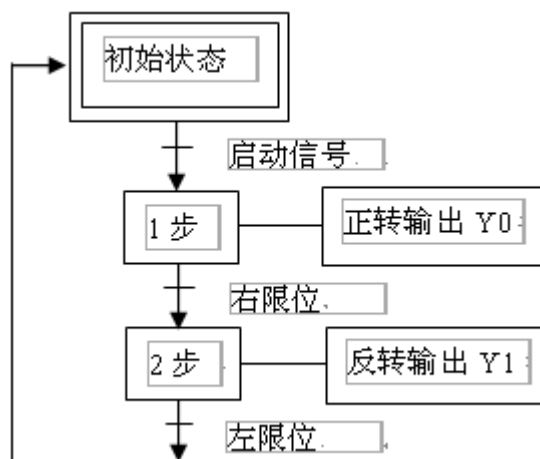 初始状态
启动信号
1 步
正转输出 Y0
右限位
2 步
反转输出 Y1
左限位